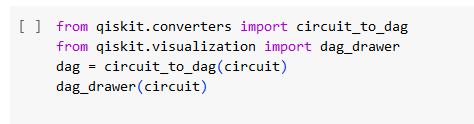 [ ] from qiskit.converters import circuit_to_dag
from qiskit.visualization import dag_drawer
dag = circuit_to_dag(circuit)
dag_drawer(circuit)